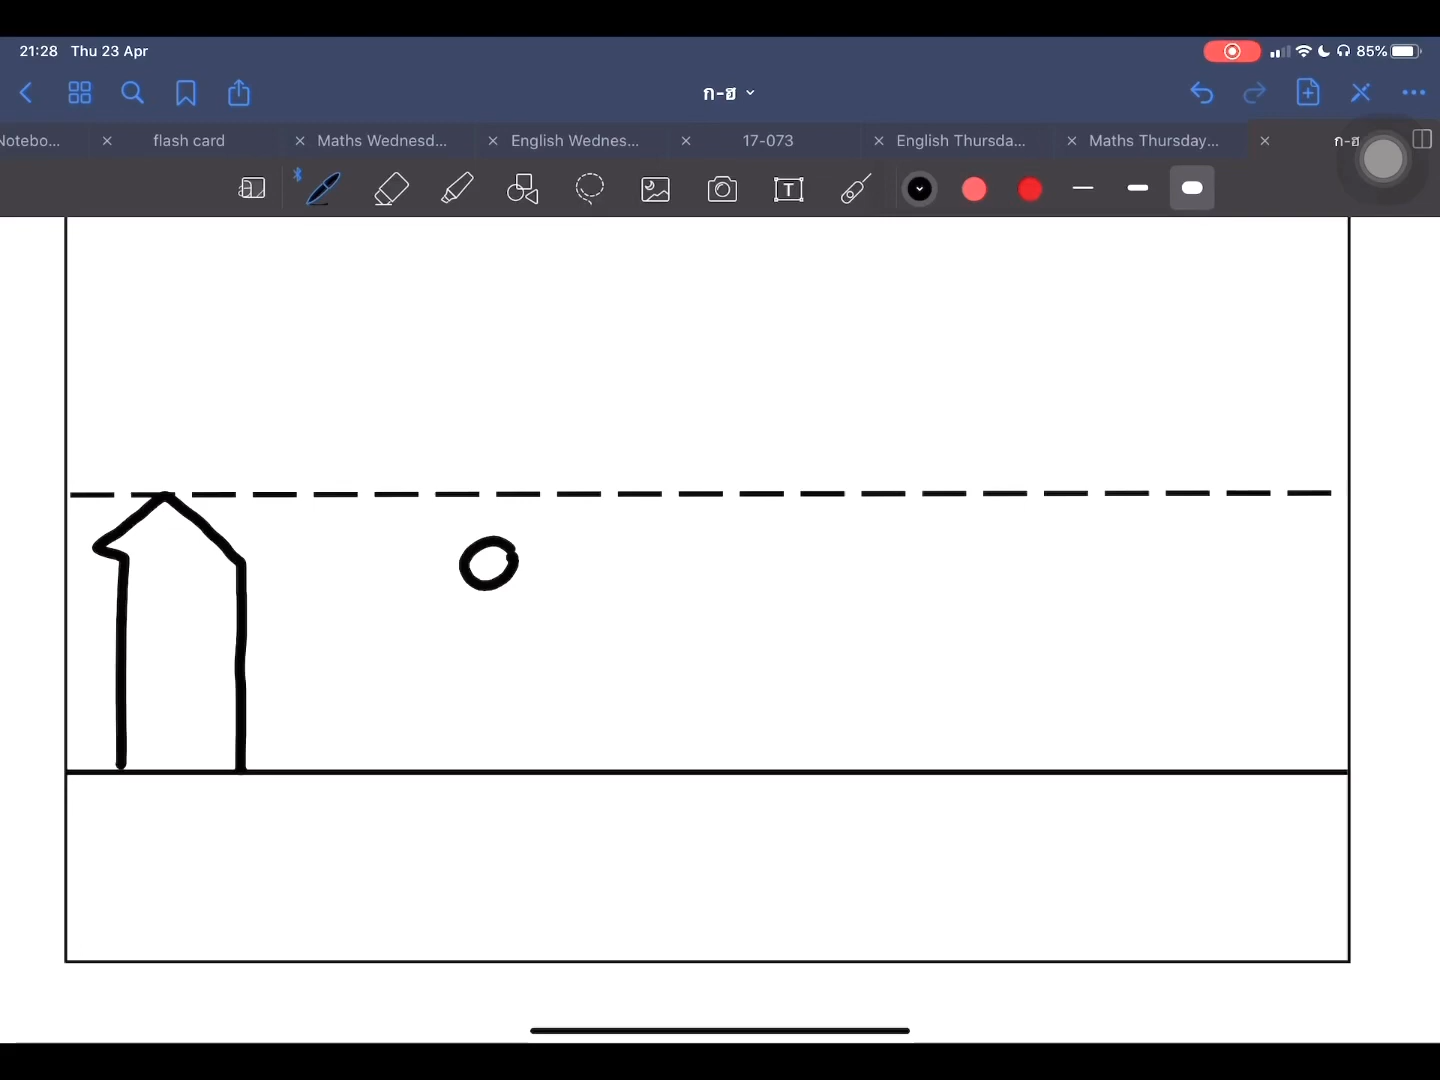 21:28 Thu 23 Apr 85%
ก-ฮ
Notebo... flash card Maths Wednesd... English Wednes... 17-073 English Thursda... Maths Thursday... ก-ฮ
T
ก o